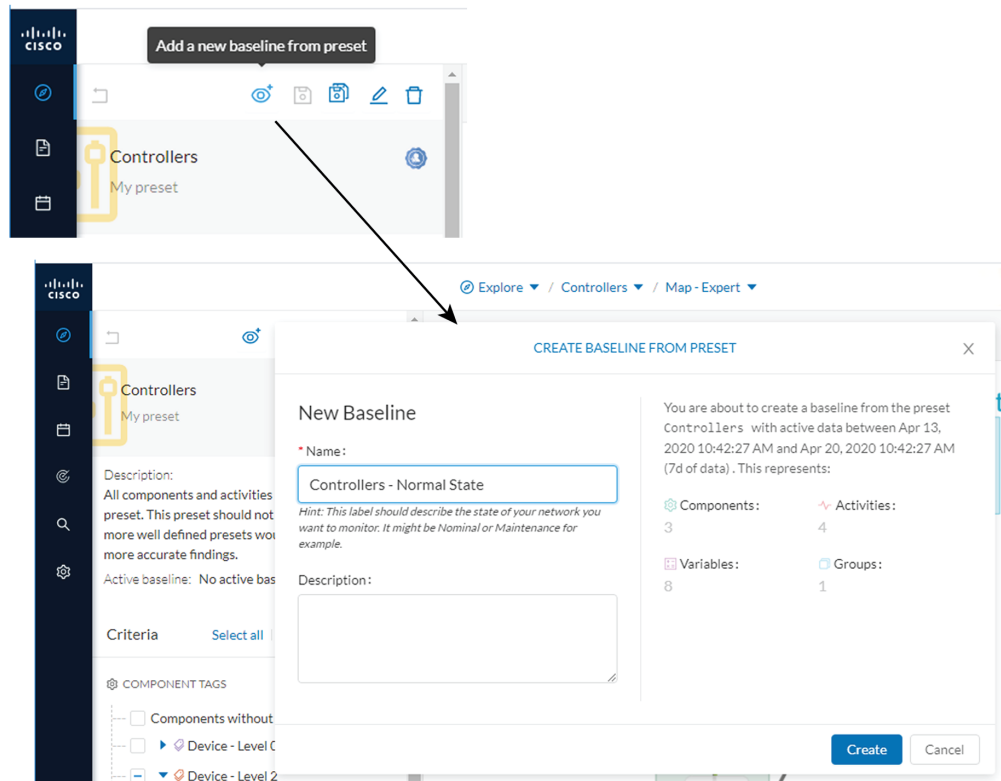 CISCO
Add a new baseline from preset
Controllers
My preset
CISCO
Explore / Controllers / Map - Expert
Controllers
My preset
Description:
All components and activities
preset. This preset should not
more well defined presets wou
more accurate findings.
Active baseline: No active bas
Criteria Select all
COMPONENT TAGS
Components without
Device - Level 0
Device - Level 2
CREATE BASELINE FROM PRESET
New Baseline
* Name:
Controllers - Normal State
Hint: This label should describe the state of your network you
want to monitor. It might be Nominal or Maintenance for
example.
Description:
You are about to create a baseline from the preset
Controllers with active data between Apr 13,
2020 10:42:27 AM and Apr 20, 2020 10:42:27 AM
(7d of data) . This represents:
Components: Activities:
3 4
Variables: Groups:
8 1
Create Cancel